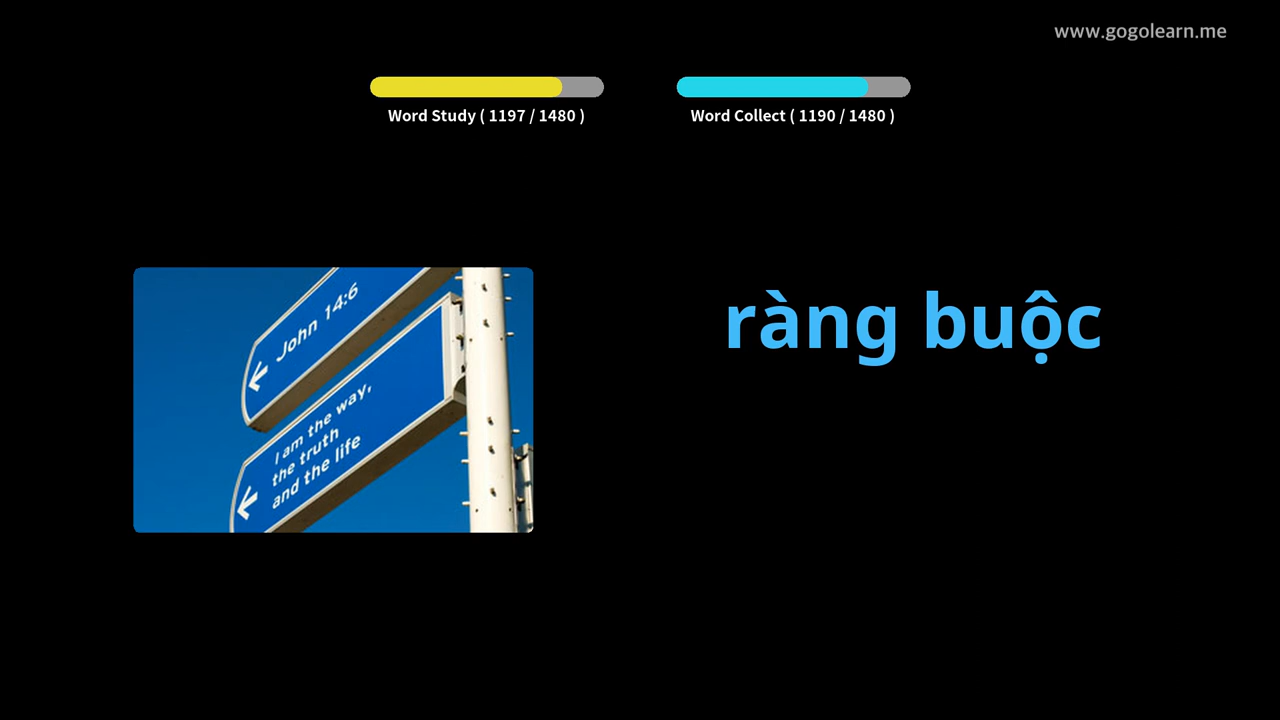 www.gogolearn.me
Word Study ( 1197 / 1480 )
Word Collect ( 1190 / 1480 )
John 14:6
I am the way,
the truth
and the life
ràng buộc